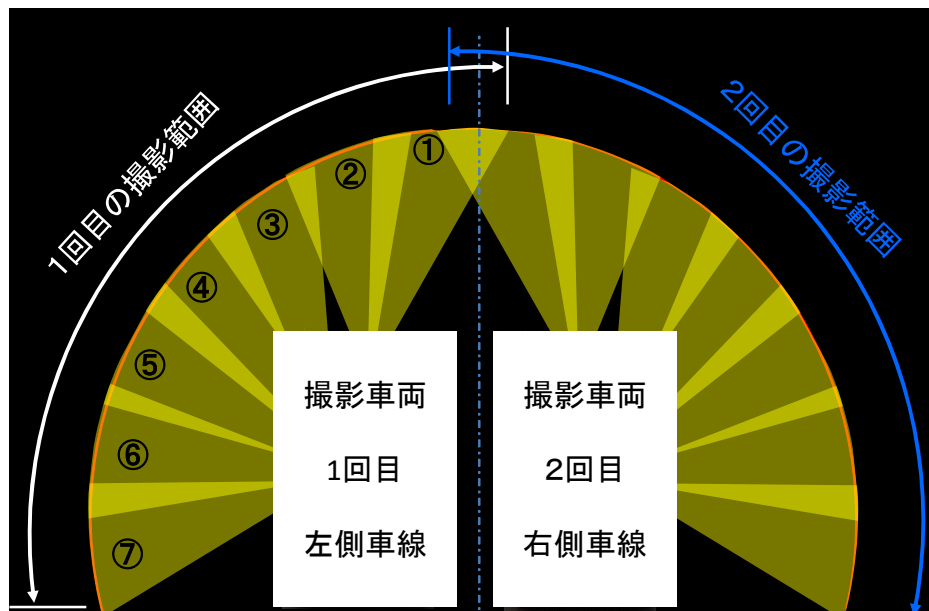 1回目の撮影範囲
2回目の撮影範囲
①
②
③
④
⑤
⑥
⑦
撮影車両
1回目
左側車線
撮影車両
2回目
右側車線